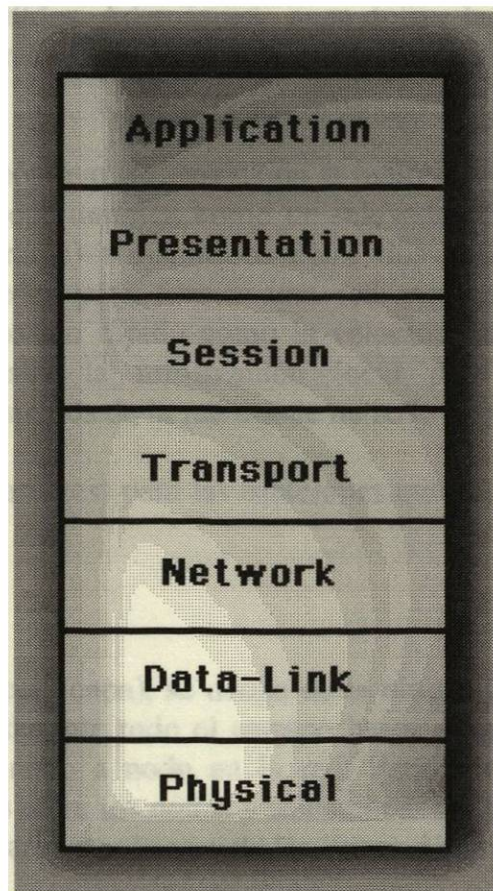 Application
Presentation
Session
Transport
Network
Data-Link
Physical